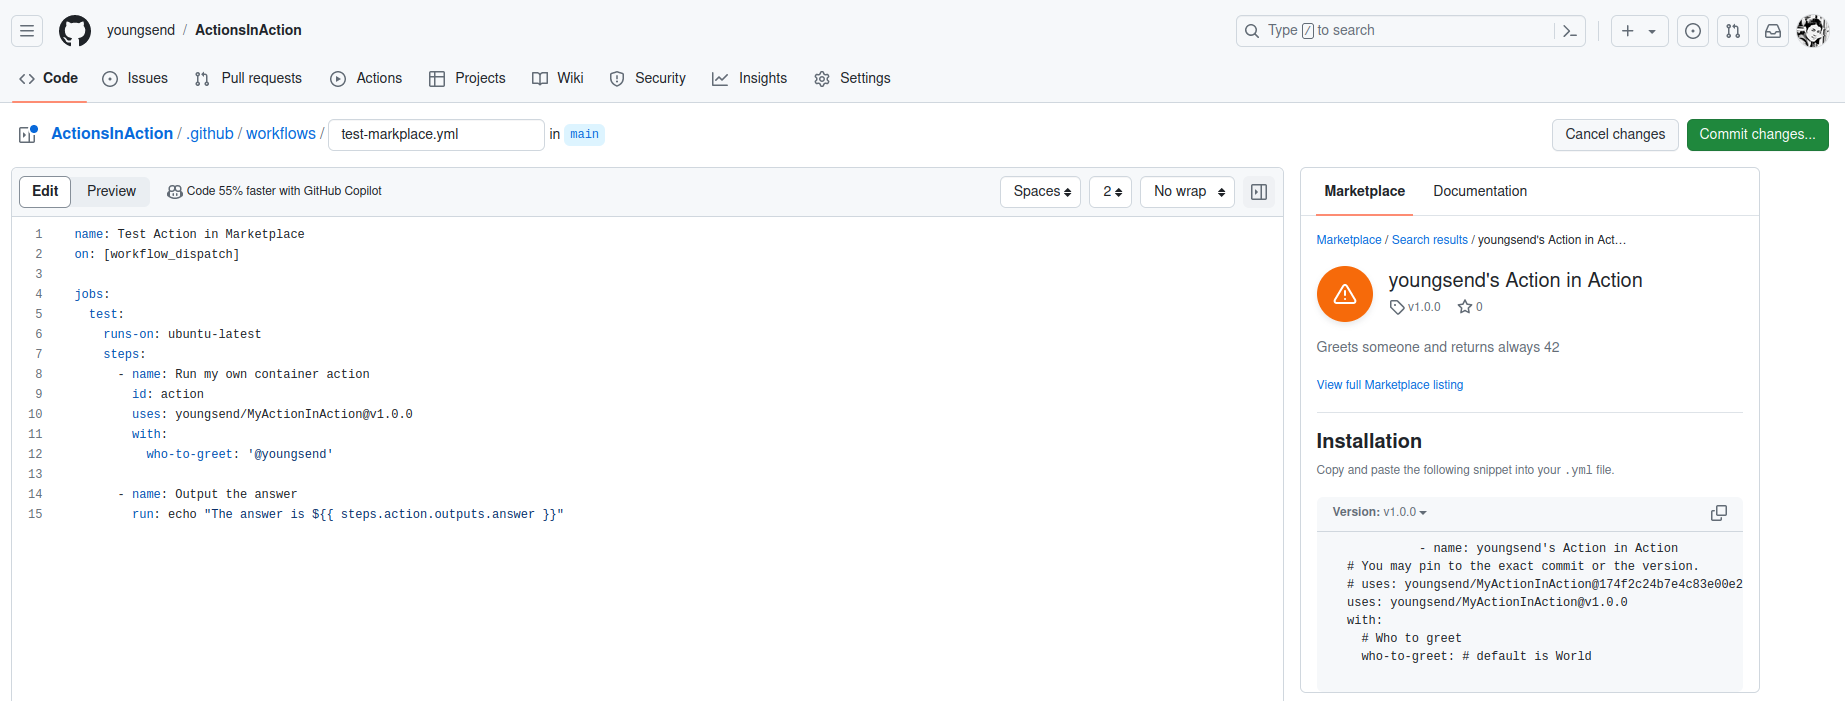 youngsend / ActionsInAction
Type / to search
Code Issues Pull requests Actions Projects Wiki Security Insights Settings
ActionsInAction / .github / workflows / test-markplace.yml in main
Cancel changes Commit changes...
Edit Preview Code 55% faster with GitHub Copilot Spaces 2 No wrap
1 name: Test Action in Marketplace
2 on: [workflow_dispatch]
3
4 jobs:
5 test:
6 runs-on: ubuntu-latest
7 steps:
8 - name: Run my own container action
9 id: action
10 uses: youngsend/MyActionInAction@v1.0.0
11 with:
12 who-to-greet: '@youngsend'
13
14 - name: Output the answer
15 run: echo "The answer is ${{ steps.action.outputs.answer }}"
Marketplace Documentation
Marketplace / Search results / youngsend's Action in Act…
youngsend's Action in Action
v1.0.0 0
Greets someone and returns always 42
View full Marketplace listing
Installation
Copy and paste the following snippet into your .yml file.
Version: v1.0.0
- name: youngsend's Action in Action
# You may pin to the exact commit or the version.
# uses: youngsend/MyActionInAction@174f2c24b7e4c83e00e2
uses: youngsend/MyActionInAction@v1.0.0
with:
# Who to greet
who-to-greet: # default is World